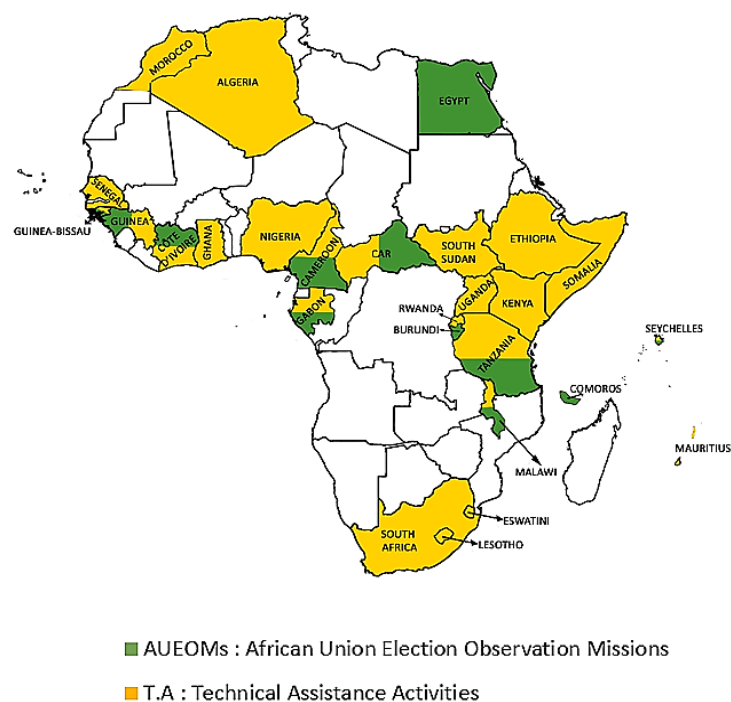 MOROCCO
ALGERIA
EGYPT
SENEGAL
GUINEA-BISSAU
GUINEA
CÔTE
D'IVOIRE
GHANA
NIGERIA
CAMEROON
CAR
SOUTH
SUDAN
ETHIOPIA
SOMALIA
GABON
UGANDA
KENYA
RWANDA
BURUNDI
TANZANIA
SEYCHELLES
COMOROS
MAURITIUS
MALAWI
ESWATINI
LESOTHO
SOUTH
AFRICA
AUEOMs : African Union Election Observation Missions
T.A : Technical Assistance Activities